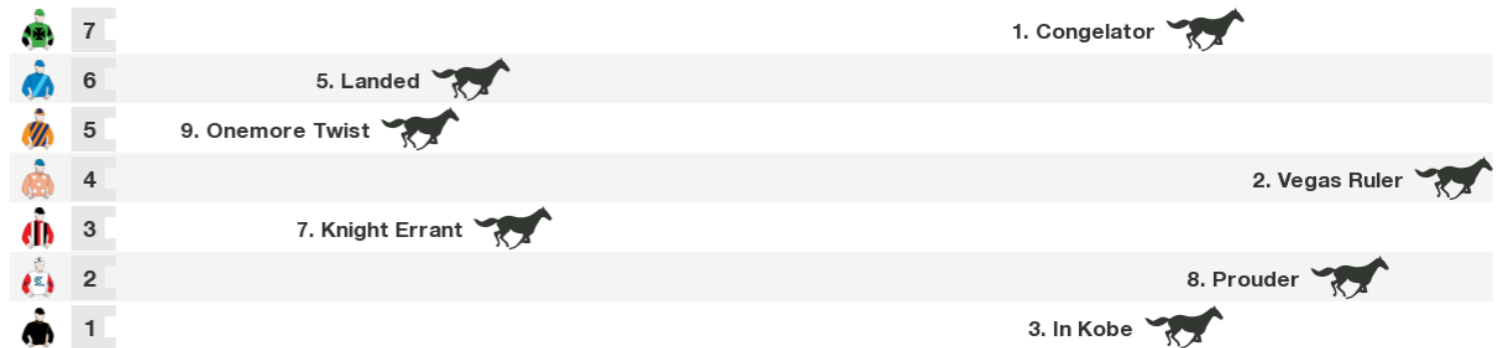 7 1. Congelator
6 5. Landed
5 9. Onemore Twist
4 2. Vegas Ruler
3 7. Knight Errant
2 8. Prouder
1 3. In Kobe